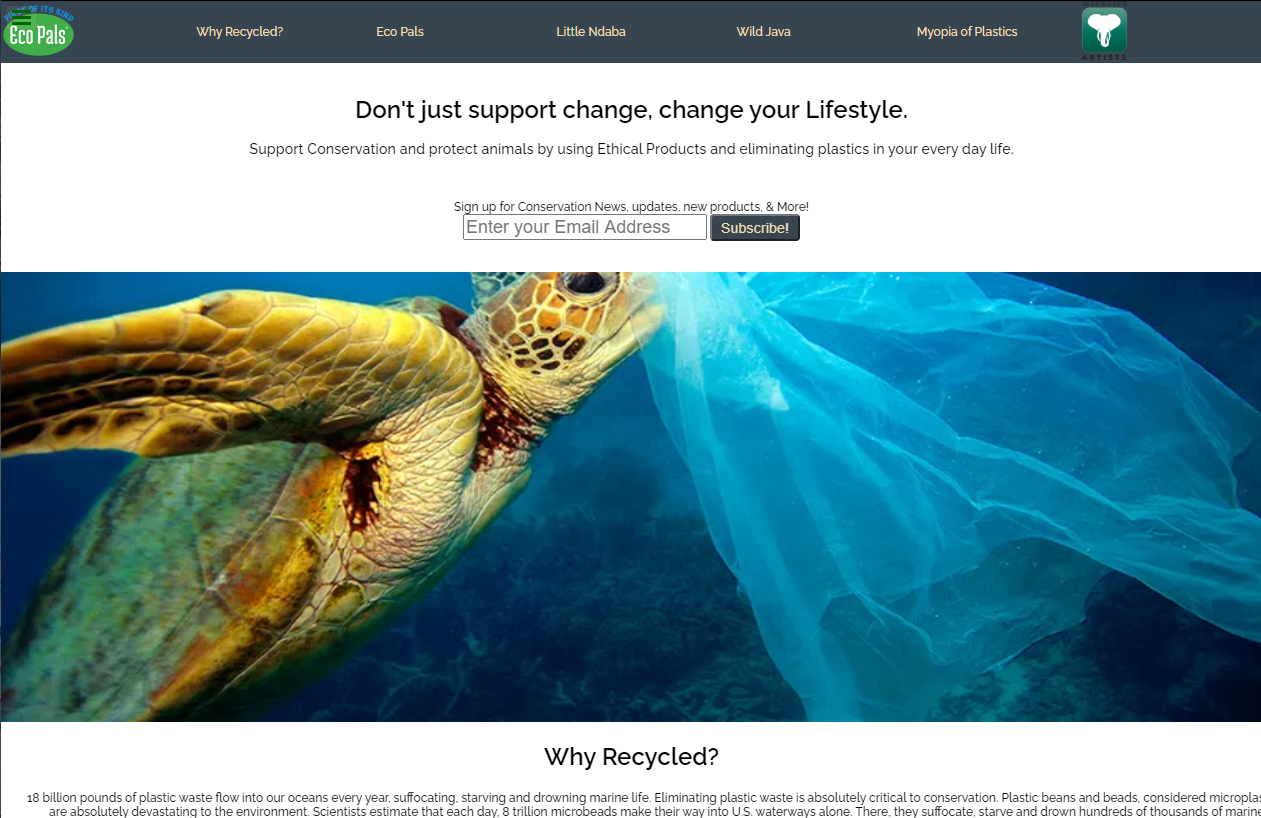 FIRST OF ITS KIND
Eco Pals
Why Recycled?
Eco Pals
Little Ndaba
Wild Java
Myopia of Plastics
WILDLIFE
ARTISTS
Don't just support change, change your Lifestyle.
Support Conservation and protect animals by using Ethical Products and eliminating plastics in your every day life.
Sign up for Conservation News, updates, new products, & More!
Enter your Email Address
Subscribe!
Why Recycled?
18 billion pounds of plastic waste flow into our oceans every year, suffocating, starving and drowning marine life. Eliminating plastic waste is absolutely critical to conservation. Plastic beans and beads, considered microplas
are absolutely devastating to the environment. Scientists estimate that each day, 8 trillion microbeads make their way into U.S. waterways alone. There, they suffocate, starve and drown hundreds of thousands of marine